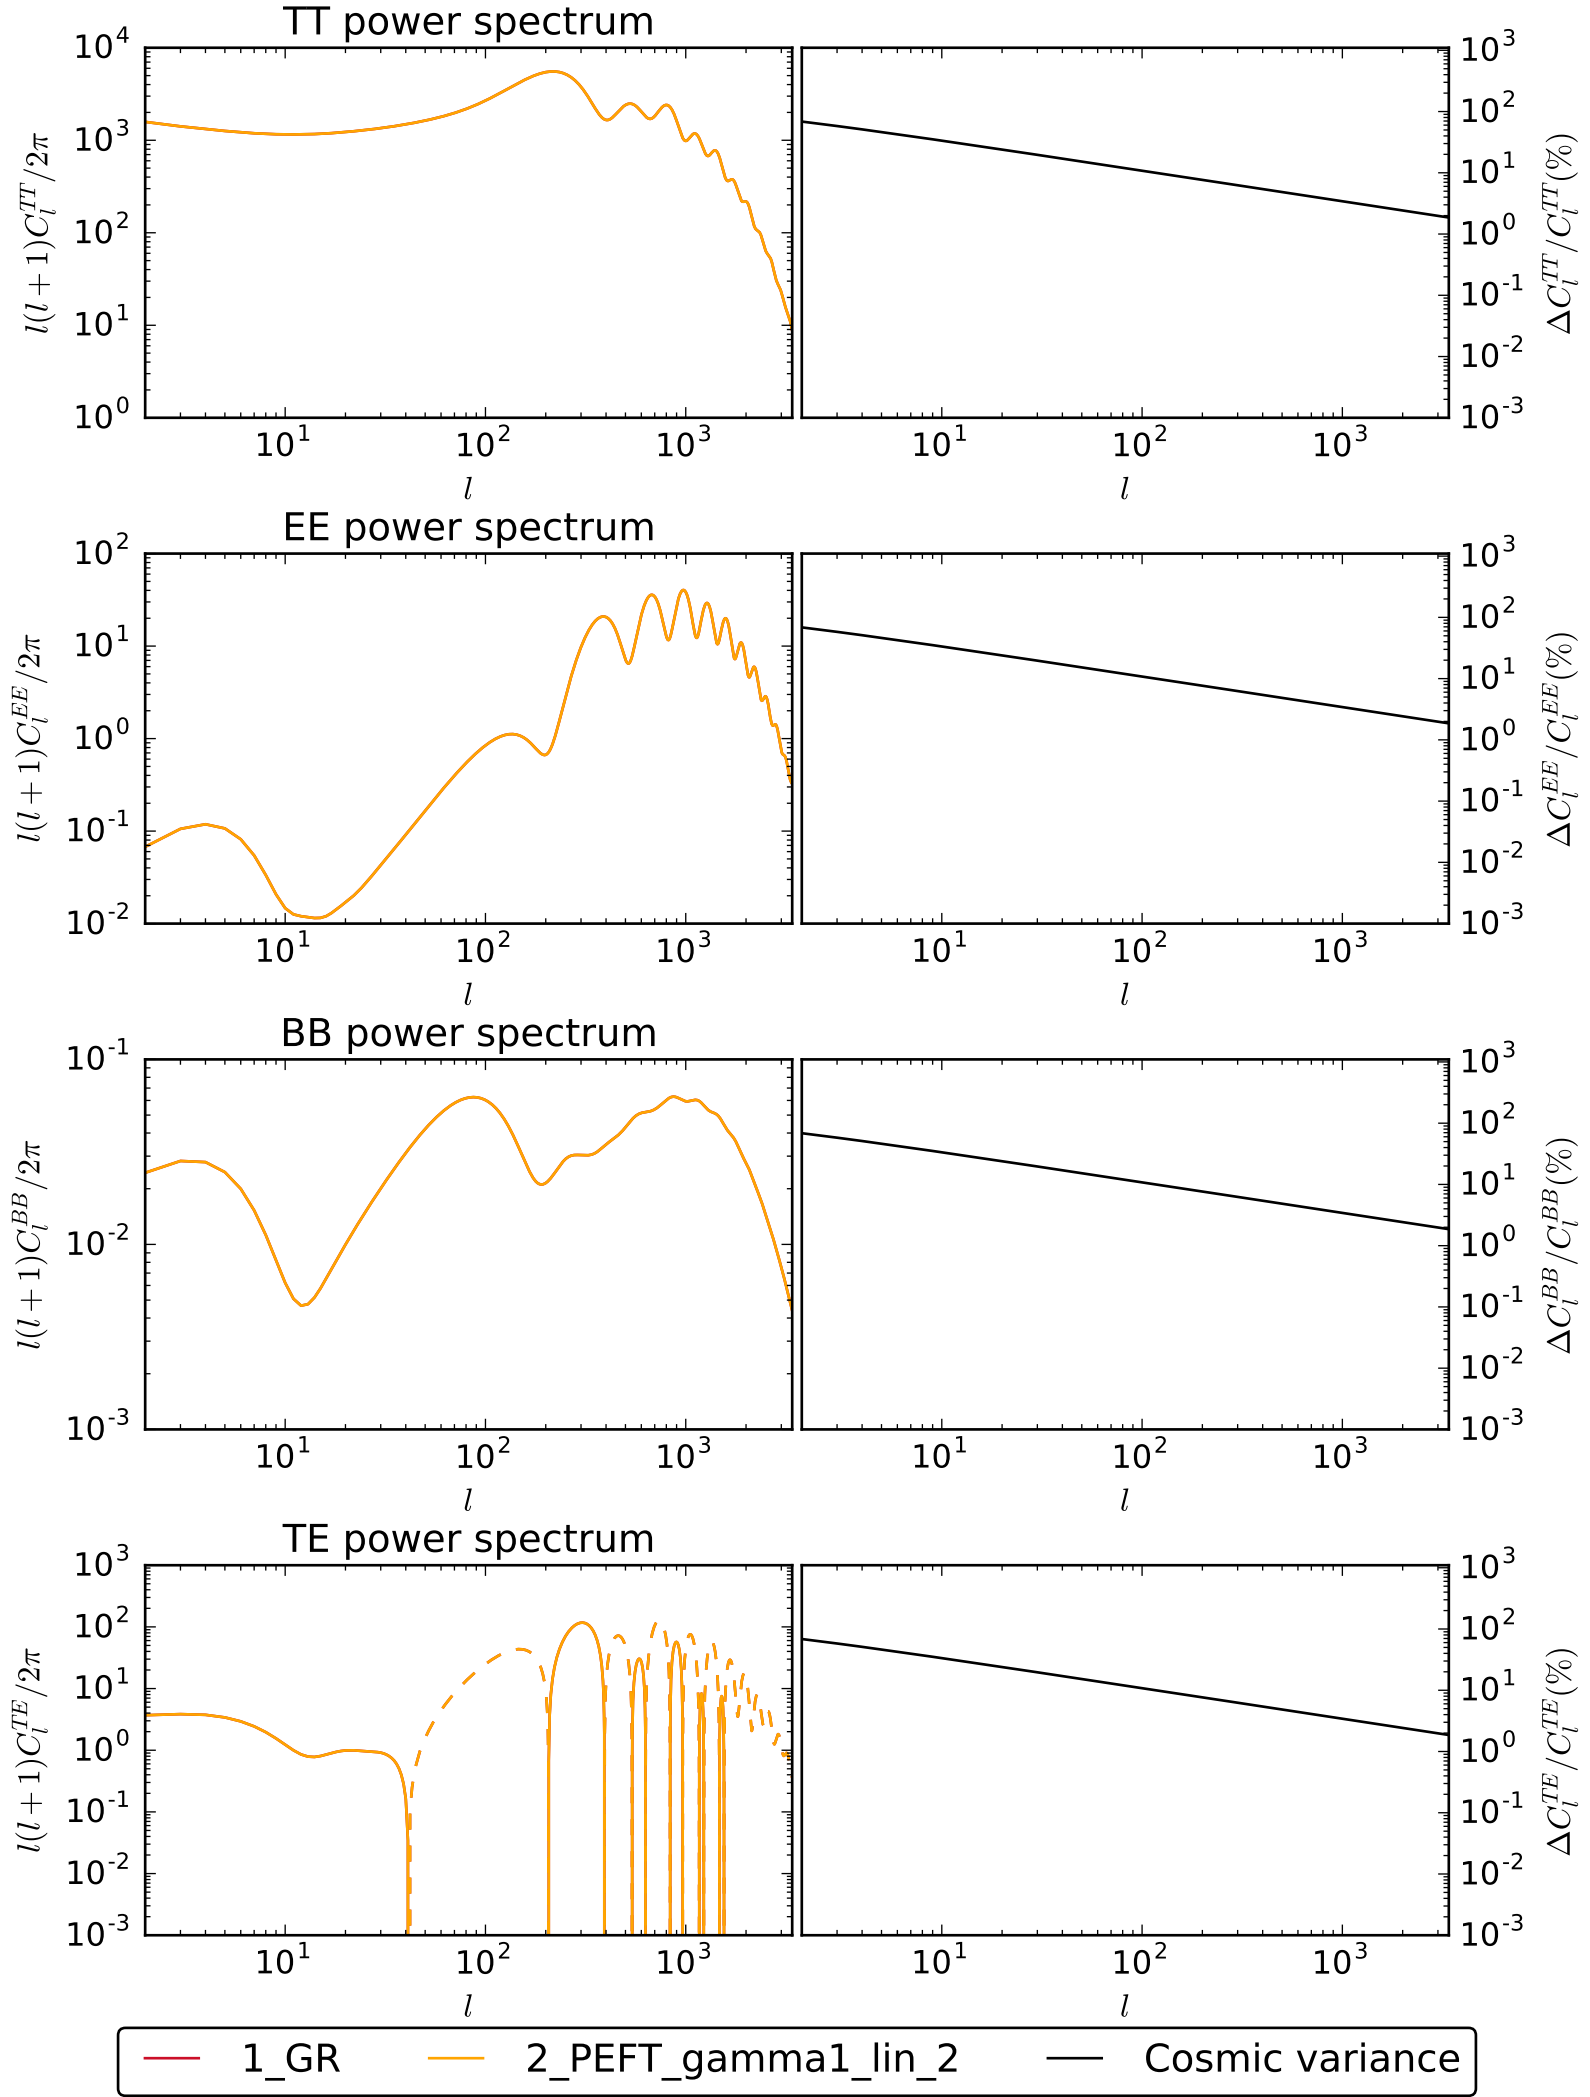 TT power spectrum
10^4
10^3
10^2
10^1
10^0
l(l + 1)C_l^{TT}/2π
10^1 10^2 10^3
l
10^3
10^2
10^1
10^0
10^-1
10^-2
10^-3
ΔC_l^{TT}/C_l^{TT}(%)
10^1 10^2 10^3
l
EE power spectrum
10^2
10^1
10^0
10^-1
10^-2
l(l + 1)C_l^{EE}/2π
10^1 10^2 10^3
l
10^3
10^2
10^1
10^0
10^-1
10^-2
10^-3
ΔC_l^{EE}/C_l^{EE}(%)
10^1 10^2 10^3
l
BB power spectrum
10^-1
10^-2
10^-3
l(l + 1)C_l^{BB}/2π
10^1 10^2 10^3
l
10^3
10^2
10^1
10^0
10^-1
10^-2
10^-3
ΔC_l^{BB}/C_l^{BB}(%)
10^1 10^2 10^3
l
TE power spectrum
10^3
10^2
10^1
10^0
10^-1
10^-2
10^-3
l(l + 1)C_l^{TE}/2π
10^1 10^2 10^3
l
10^3
10^2
10^1
10^0
10^-1
10^-2
10^-3
ΔC_l^{TE}/C_l^{TE}(%)
10^1 10^2 10^3
l
1_GR 2_PEFT_gamma1_lin_2 Cosmic variance